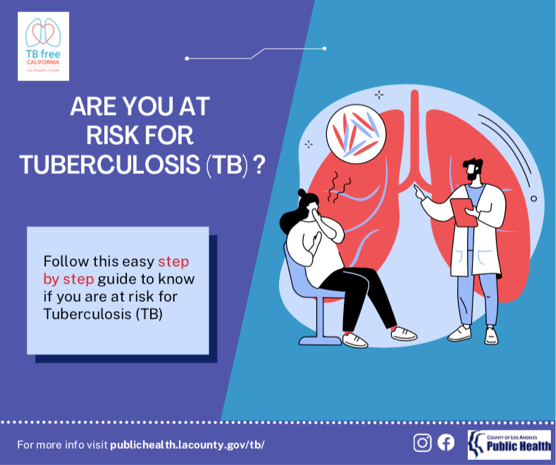 TB free
CALIFORNIA
Los Angeles County
ARE YOU AT
RISK FOR
TUBERCULOSIS (TB) ?
Follow this easy step
by step guide to know
if you are at risk for
Tuberculosis (TB)
For more info visit publichealth.lacounty.gov/tb/
COUNTY OF LOS ANGELES
Public Health